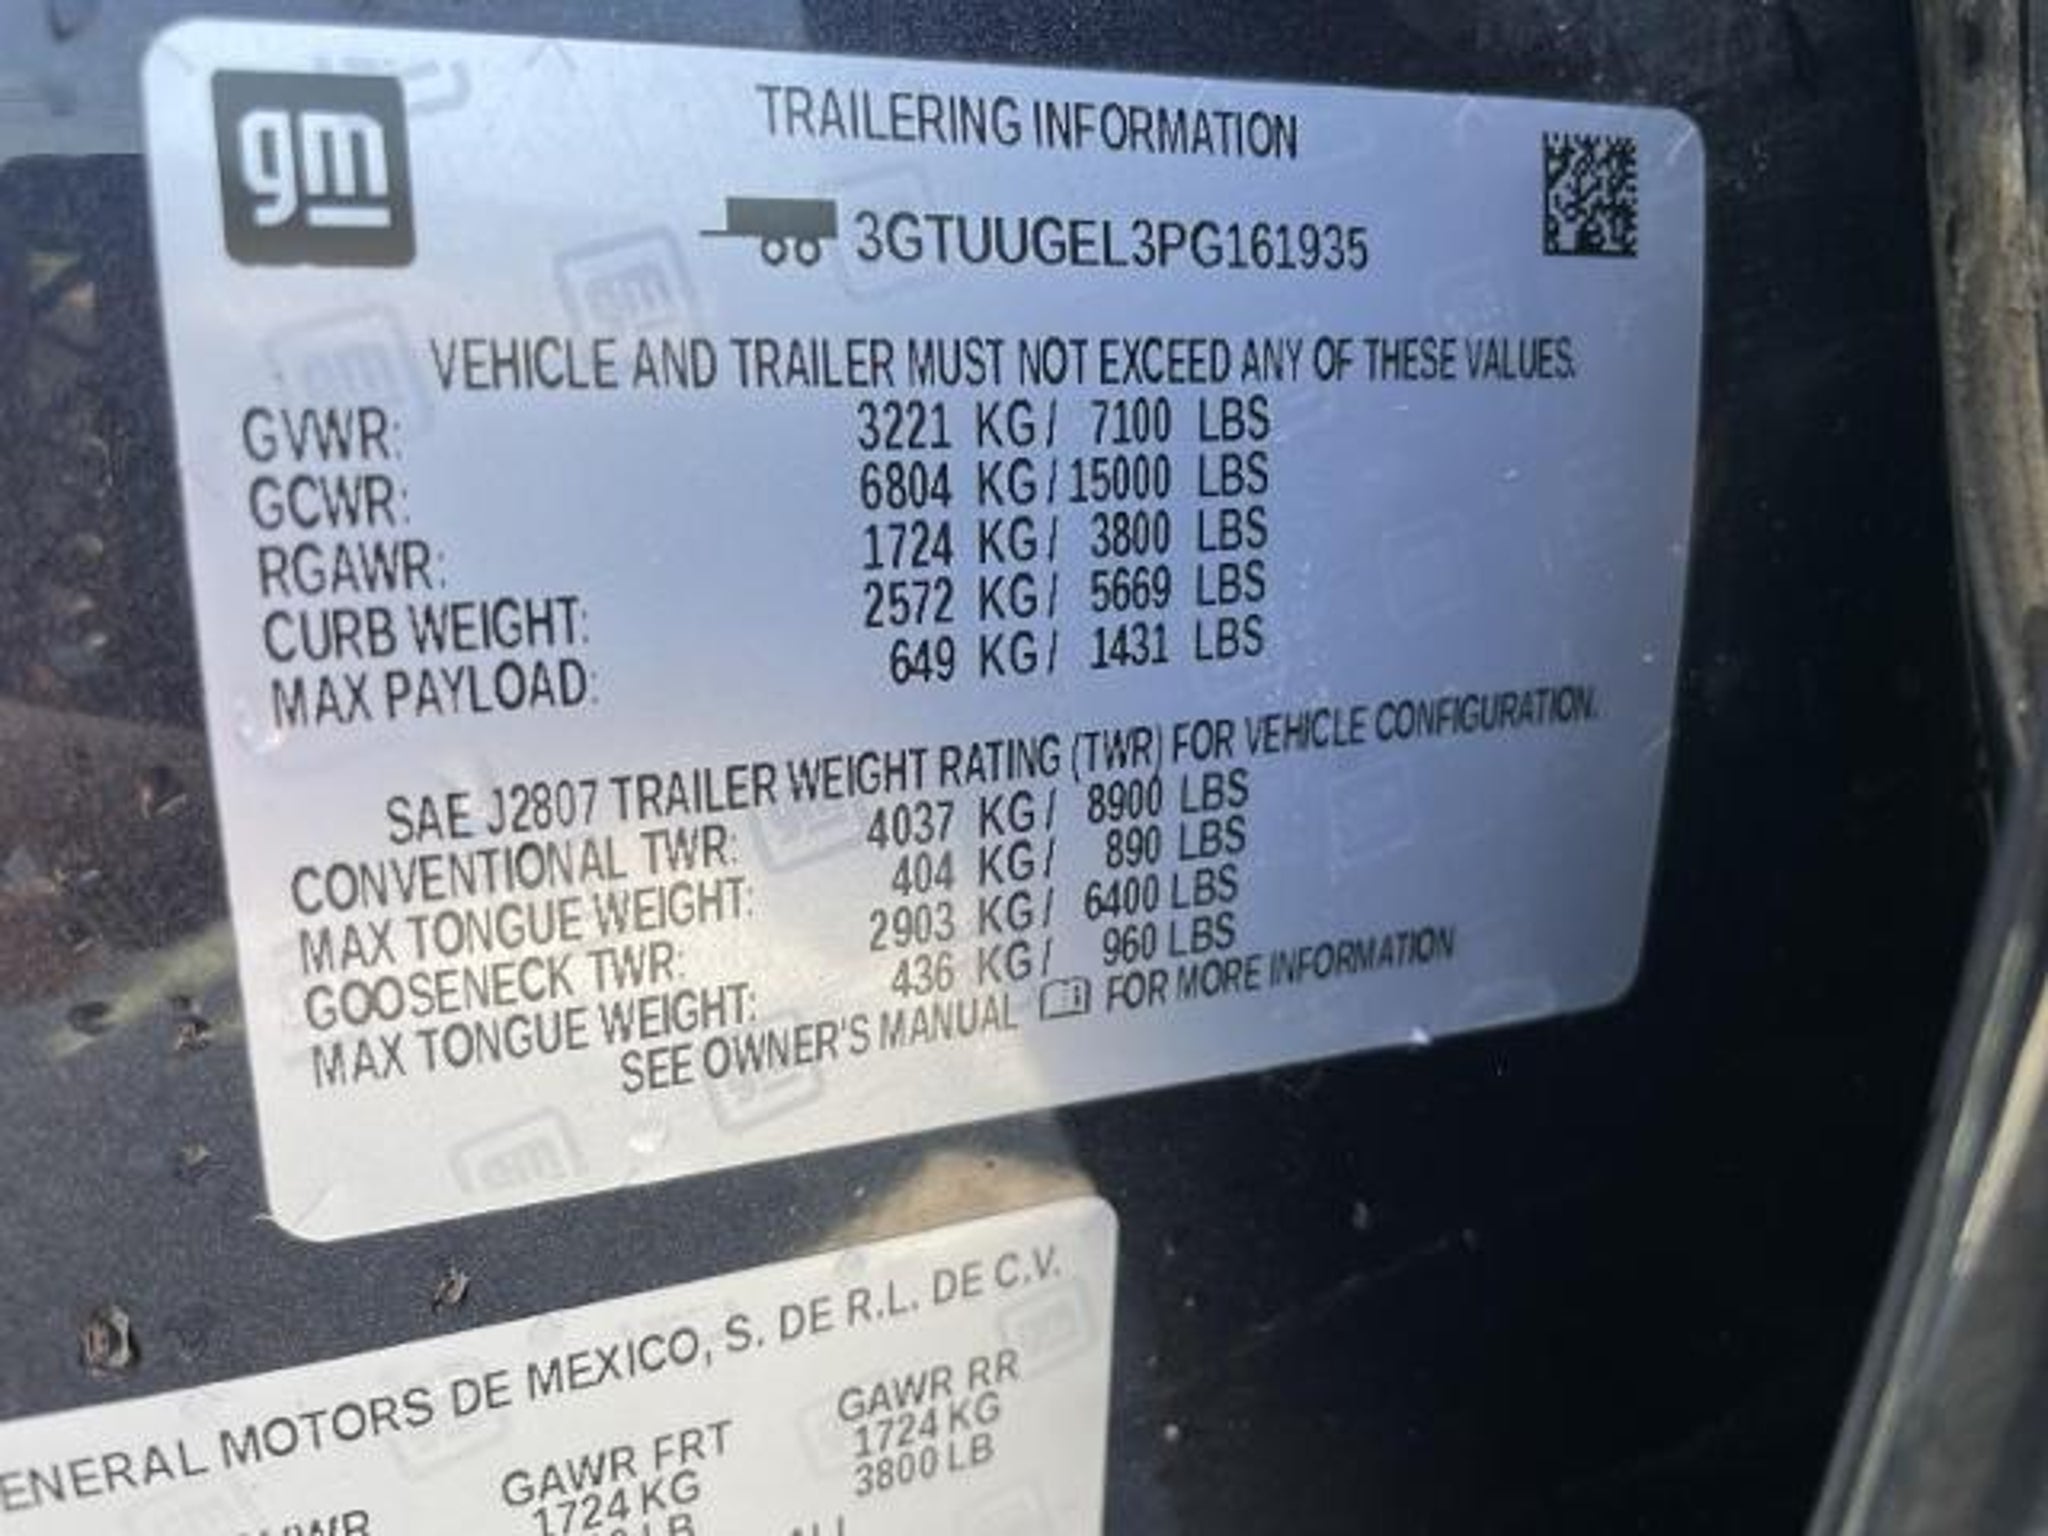 gm
TRAILERING INFORMATION
3GTUUGEL3PG161935
VEHICLE AND TRAILER MUST NOT EXCEED ANY OF THESE VALUES.
GVWR: 3221 KG/ 7100 LBS
GCWR: 6804 KG/ 15000 LBS
RGAWR: 1724 KG/ 3800 LBS
CURB WEIGHT: 2572 KG/ 5669 LBS
MAX PAYLOAD: 649 KG/ 1431 LBS
SAE J2807 TRAILER WEIGHT RATING (TWR) FOR VEHICLE CONFIGURATION.
CONVENTIONAL TWR: 4037 KG/ 8900 LBS
MAX TONGUE WEIGHT: 404 KG/ 890 LBS
GOOSENECK TWR: 2903 KG/ 6400 LBS
MAX TONGUE WEIGHT: 436 KG/ 960 LBS
SEE OWNER'S MANUAL FOR MORE INFORMATION
ENERAL MOTORS DE MEXICO, S. DE R.L. DE C.V.
GAWR FRT GAWR RR
1724 KG 1724 KG
3800 LB